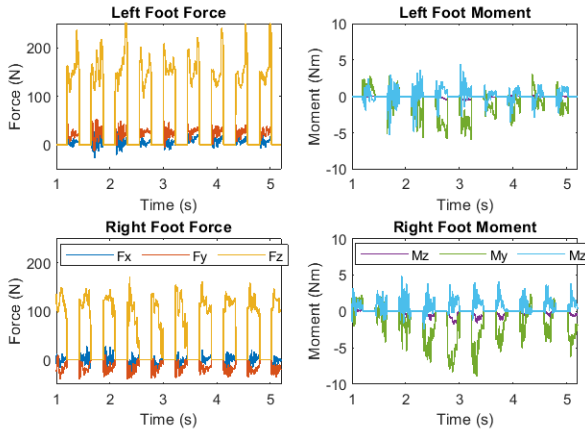 Left Foot Force
Force (N)
200
100
0
1 2 3 4 5
Time (s)
Left Foot Moment
Moment (Nm)
10
5
0
-5
-10
1 2 3 4 5
Time (s)
Right Foot Force
Fx Fy Fz
Force (N)
200
100
0
1 2 3 4 5
Time (s)
Right Foot Moment
Mz My Mz
Moment (Nm)
10
5
0
-5
-10
1 2 3 4 5
Time (s)